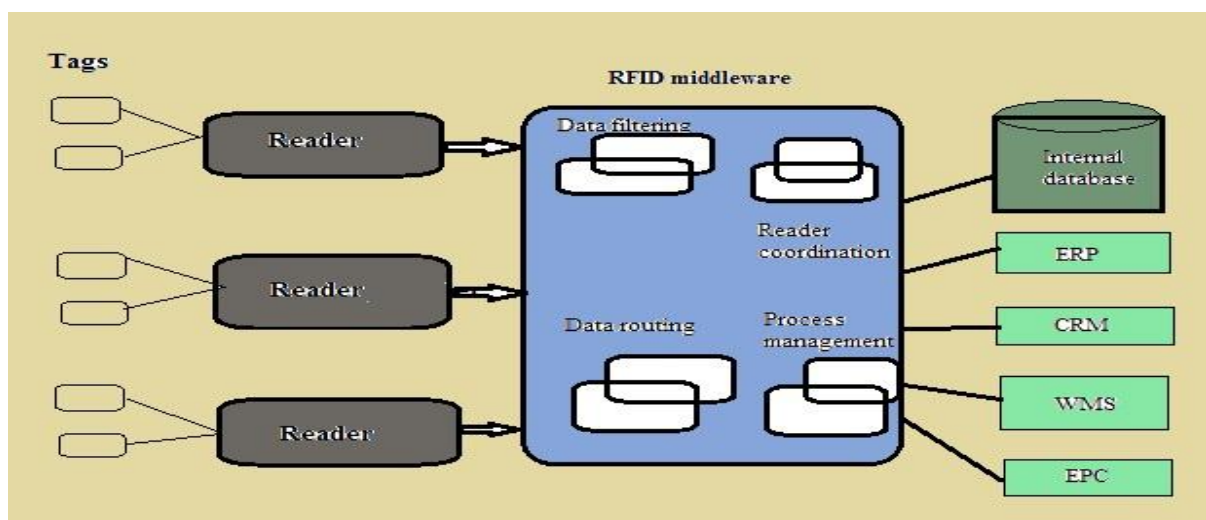 Tags
RFID middleware
Reader
Data filtering
Internal
database
Reader
coordination
ERP
Reader
Data routing
Process
management
CRM
WMS
Reader
EPC